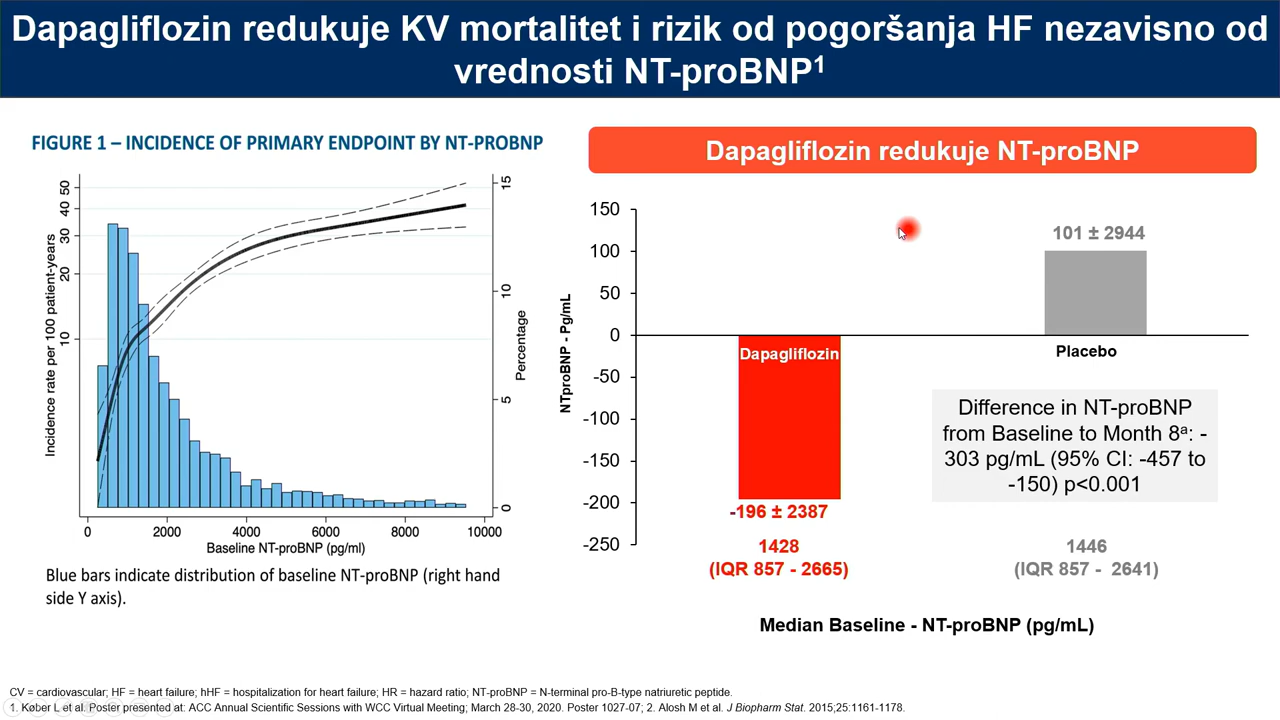 Dapagliflozin redukuje KV mortalitet i rizik od pogoršanja HF nezavisno od
vrednosti NT-proBNP¹
FIGURE 1 – INCIDENCE OF PRIMARY ENDPOINT BY NT-PROBNP
Incidence rate per 100 patient-years
50
40
30
20
10
15
10
5
0
Percentage
0 2000 4000 6000 8000 10000
Baseline NT-proBNP (pg/ml)
Blue bars indicate distribution of baseline NT-proBNP (right hand
side Y axis).
Dapagliflozin redukuje NT-proBNP
NTproBNP - Pg/mL
150
100
50
0
-50
-100
-150
-200
-250
101 ± 2944
Dapagliflozin
Placebo
Difference in NT-proBNP
from Baseline to Month 8ᵃ: -
303 pg/mL (95% CI: -457 to
-150) p<0.001
-196 ± 2387
1428
(IQR 857 - 2665)
1446
(IQR 857 - 2641)
Median Baseline - NT-proBNP (pg/mL)
CV = cardiovascular; HF = heart failure; hHF = hospitalization for heart failure; HR = hazard ratio; NT-proBNP = N-terminal pro-B-type natriuretic peptide.
1. Køber L et al. Poster presented at: ACC Annual Scientific Sessions with WCC Virtual Meeting; March 28-30, 2020. Poster 1027-07; 2. Alosh M et al. J Biopharm Stat. 2015;25:1161-1178.